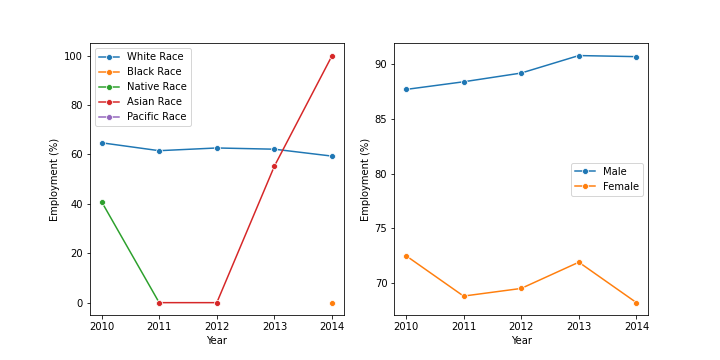 100
80
60
40
20
0
Employment (%)
White Race
Black Race
Native Race
Asian Race
Pacific Race
2010 2011 2012 2013 2014
Year
90
85
80
75
70
Employment (%)
Male
Female
2010 2011 2012 2013 2014
Year